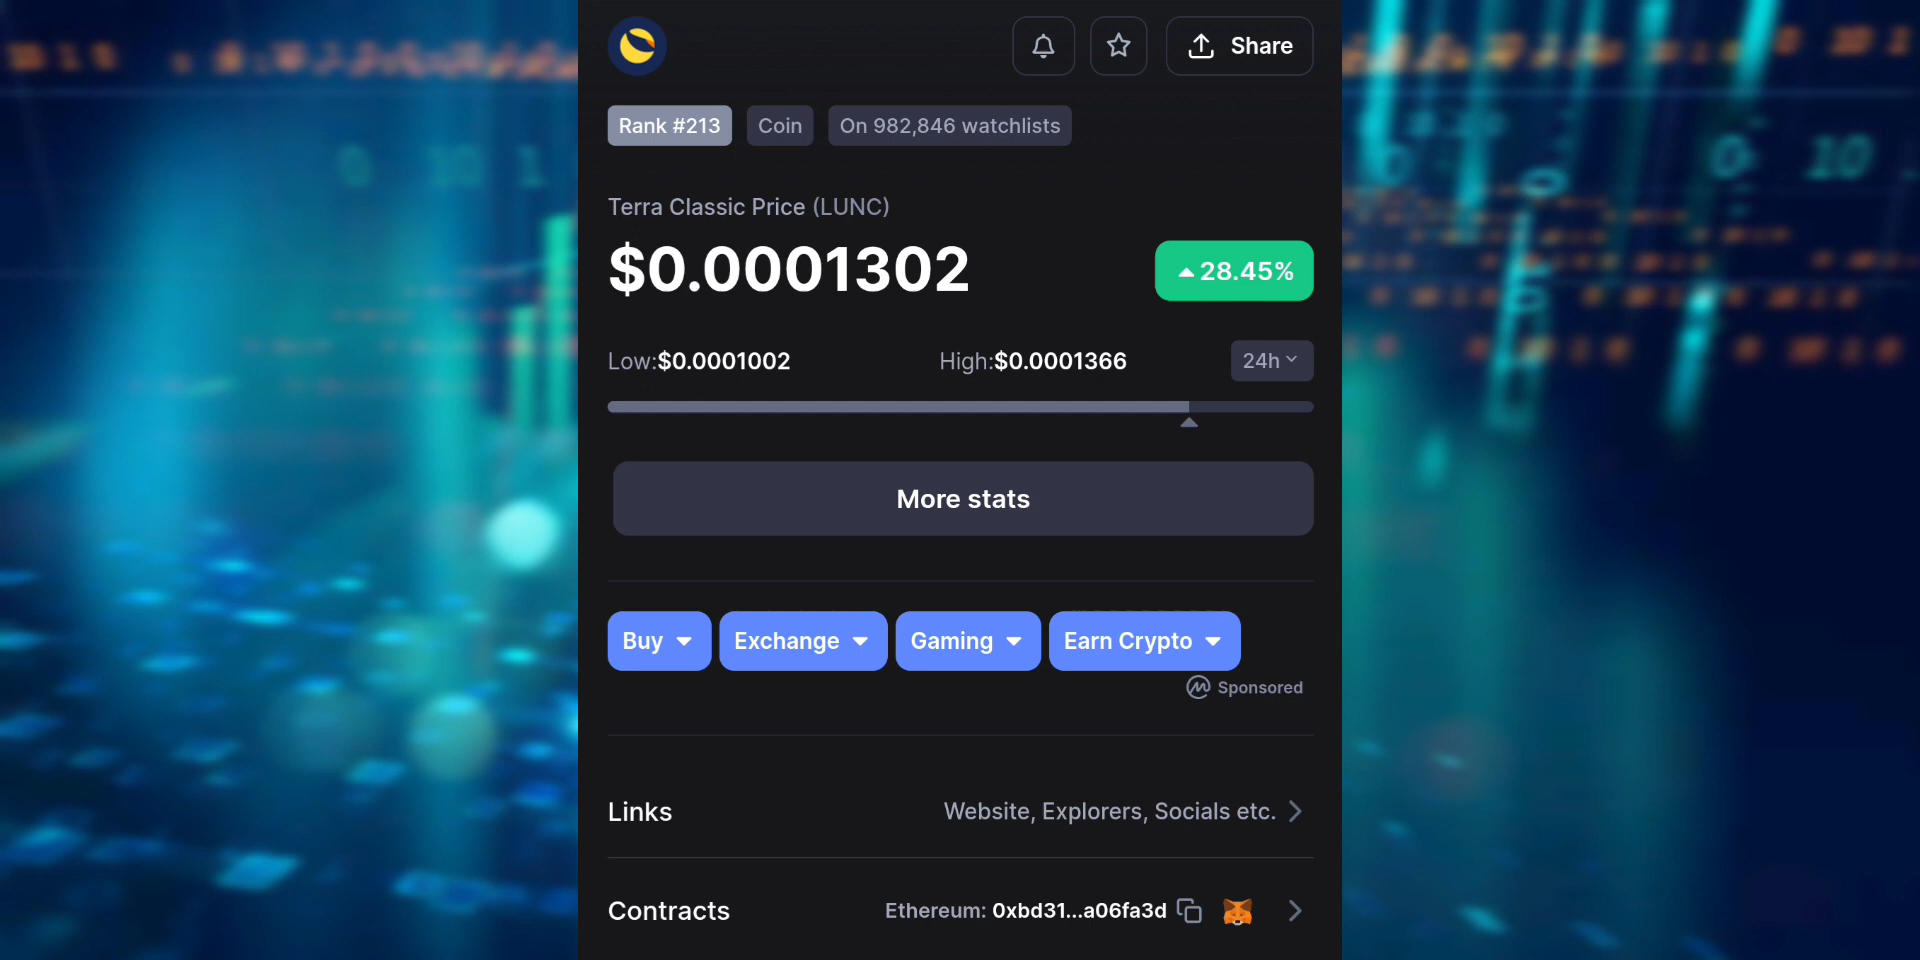 Share
Rank #213 Coin On 982,846 watchlists
Terra Classic Price (LUNC)
$0.0001302 28.45%
Low:$0.0001002 High:$0.0001366 24h
More stats
Buy Exchange Gaming Earn Crypto
Sponsored
Links Website, Explorers, Socials etc.
Contracts Ethereum: 0xbd31...a06fa3d